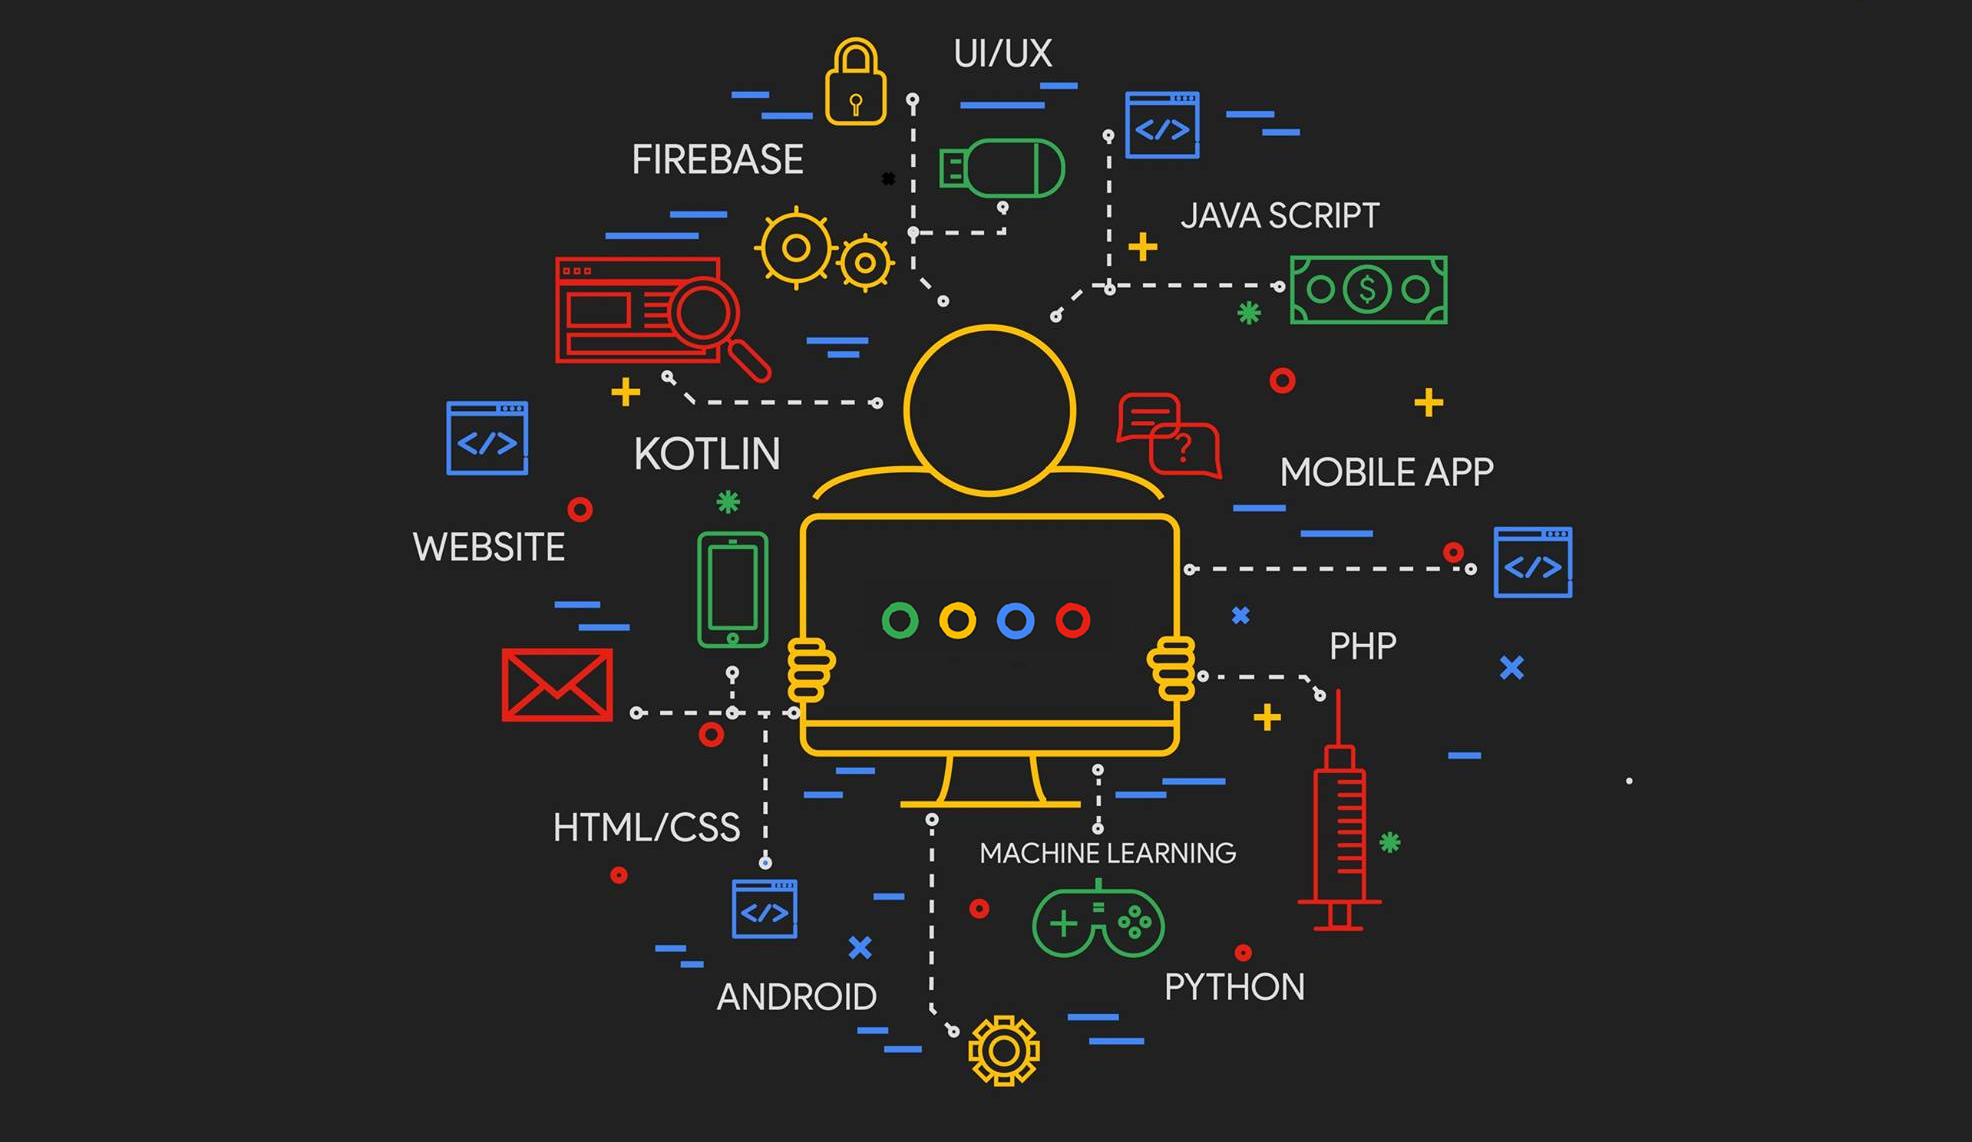 UI/UX
FIREBASE
</>
JAVA SCRIPT
$
</>
KOTLIN
?
MOBILE APP
WEBSITE
</>
PHP
HTML/CSS
MACHINE LEARNING
</>
ANDROID
PYTHON